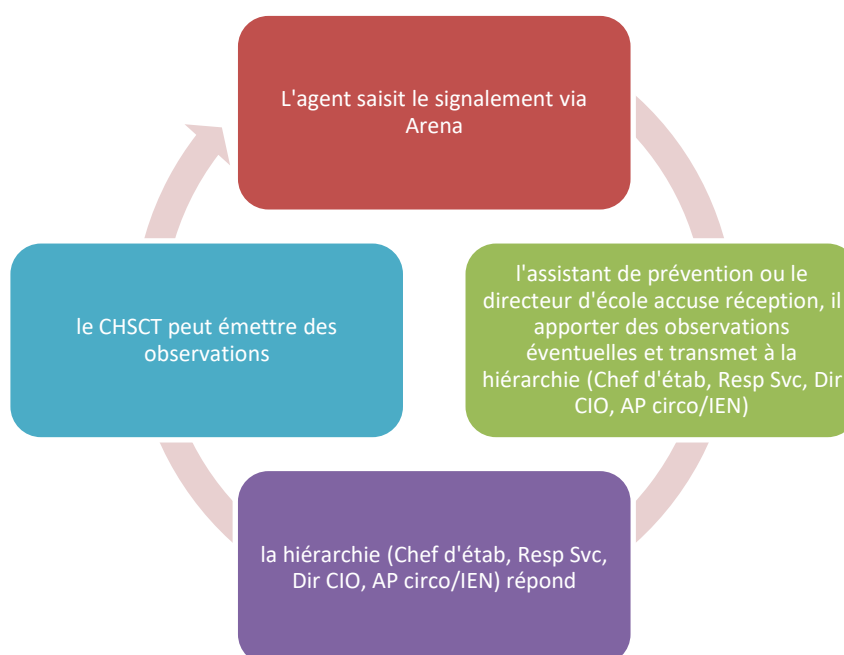 L'agent saisit le signalement via
Arena
l'assistant de prévention ou le
directeur d'école accuse réception, il
apporter des observations
éventuelles et transmet à la
hiérarchie (Chef d'étab, Resp Svc, Dir
CIO, AP circo/IEN)
la hiérarchie (Chef d'étab, Resp Svc,
Dir CIO, AP circo/IEN) répond
le CHSCT peut émettre des
observations